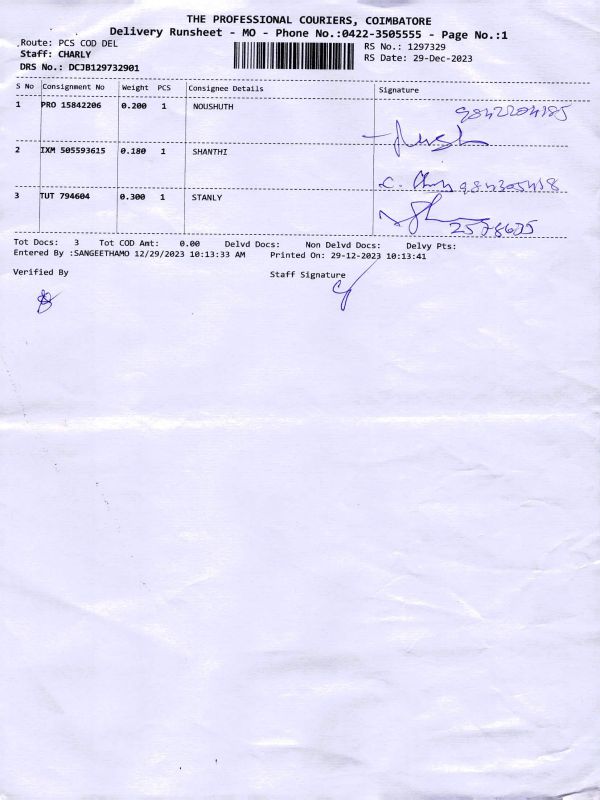 THE PROFESSIONAL COURIERS, COIMBATORE
Delivery Runsheet - MO - Phone No.:0422-3505555 - Page No.:1
Route: PCS COD DEL
RS No.: 1297329
Staff: CHARLY
RS Date: 29-Dec-2023
DRS No.: DCJB129732901
S No Consignment No Weight PCS Consignee Details Signature
1 PRO 15842206 0.200 1 NOUSHUTH
2 IXM 505593615 0.180 1 SHANTHI
3 TUT 794604 0.300 1 STANLY
Tot Docs: 3 Tot COD Amt: 0.00 Delvd Docs: Non Delvd Docs: Delvy Pts:
Entered By :SANGEETHAMO 12/29/2023 10:13:33 AM Printed On: 29-12-2023 10:13:41
Verified By Staff Signature